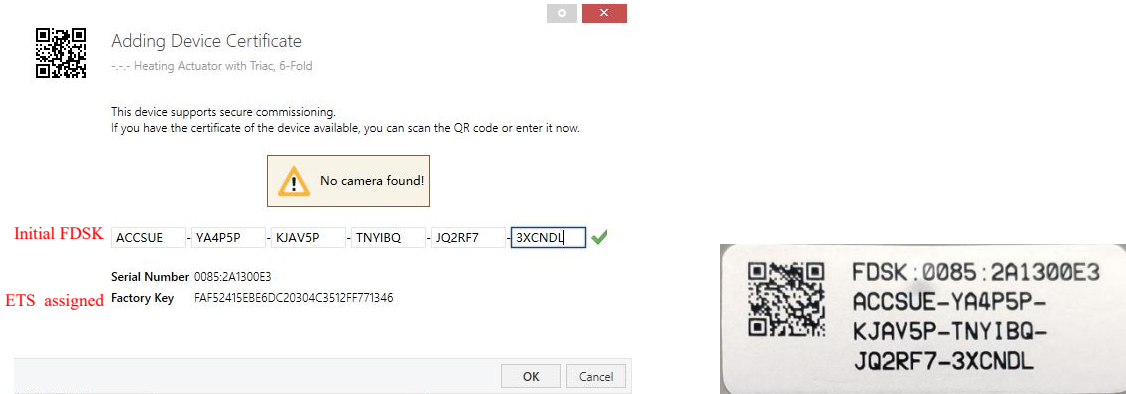 Adding Device Certificate
-.-.- Heating Actuator with Triac, 6-Fold
This device supports secure commissioning.
If you have the certificate of the device available, you can scan the QR code or enter it now.
No camera found!
Initial FDSK ACCSUE - YA4P5P - KJAV5P - TNYIBQ - JQ2RF7 - 3XCNDL
Serial Number 0085:2A1300E3
ETS assigned Factory Key FAF52415EBE6DC20304C3512FF771346
OK Cancel
FDSK:0085:2A1300E3
ACCSUE-YA4P5P-
KJAV5P-TNYIBQ-
JQ2RF7-3XCNDL